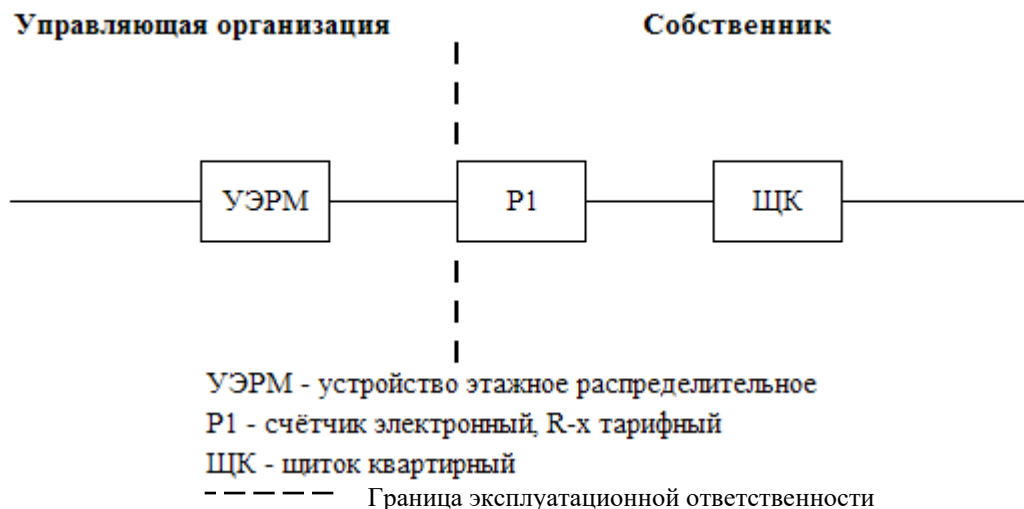 Управляющая организация Собственник
УЭРМ Р1 ЩК
УЭРМ - устройство этажное распределительное
Р1 - счётчик электронный, R-х тарифный
ЩК - щиток квартирный
Граница эксплуатационной ответственности